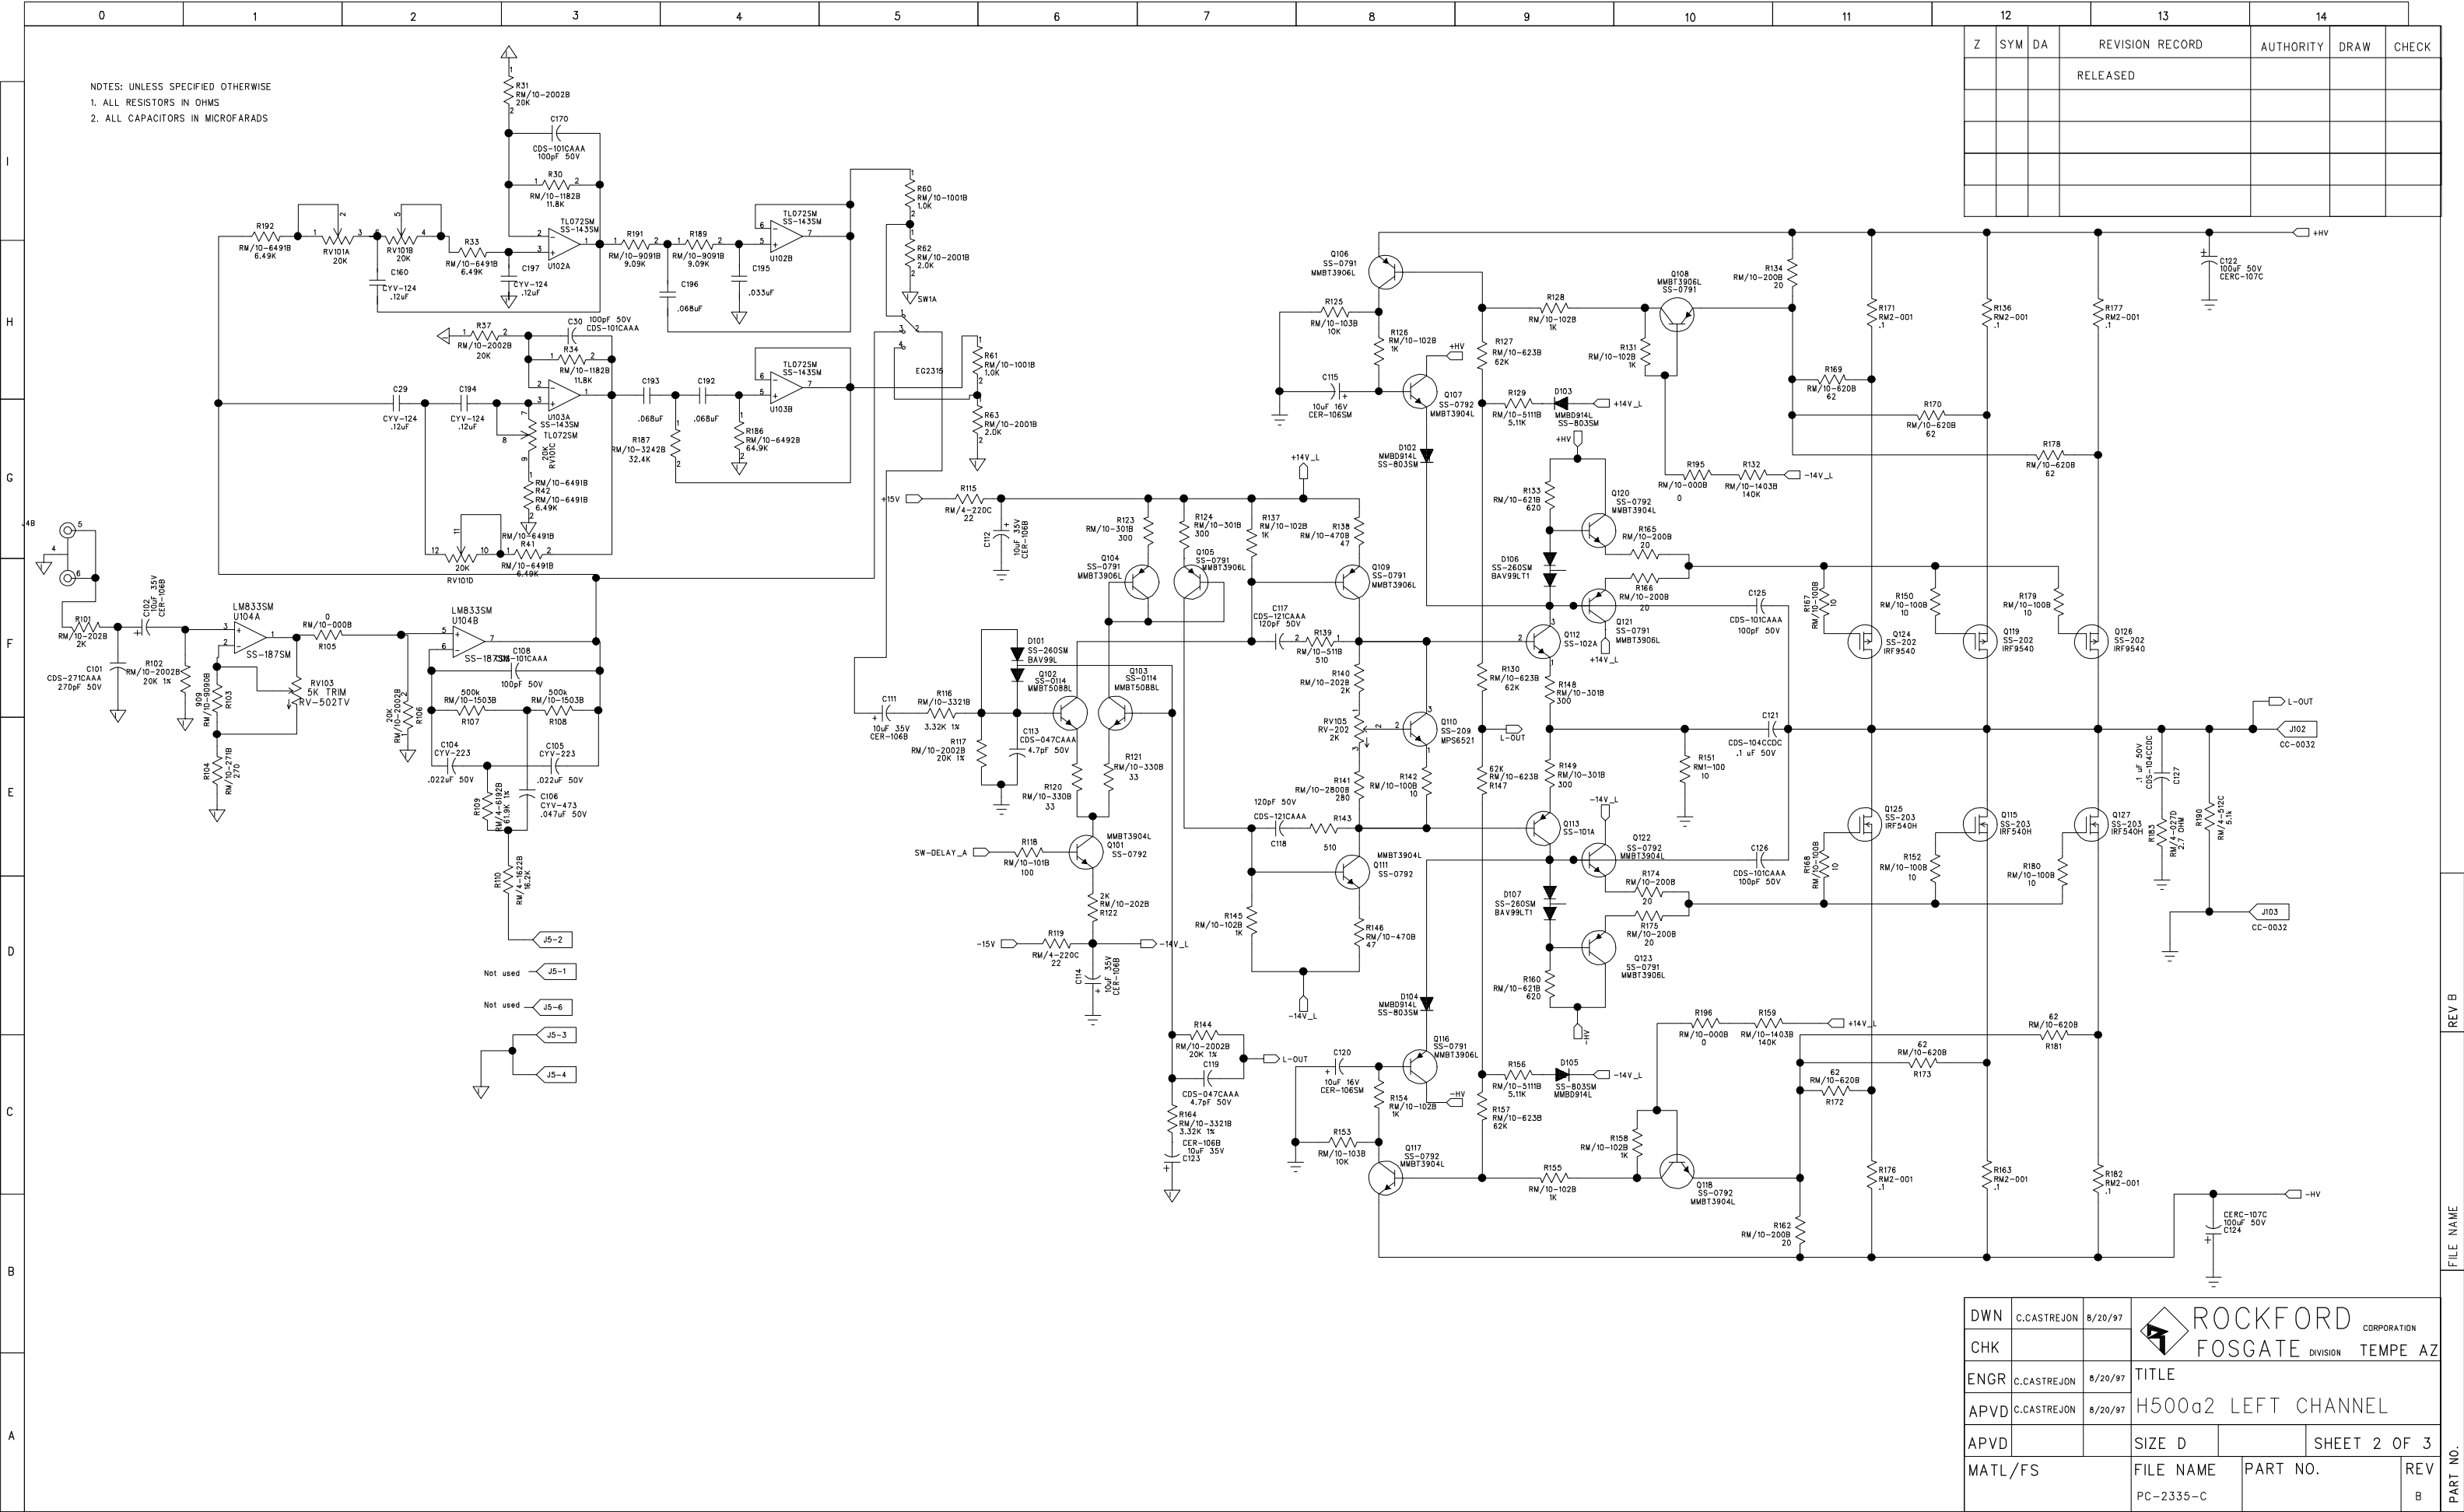 0 1 2 3 4 5 6 7 8 9 10 11 12 13 14
I
H
G
F
E
D
C
B
A
NOTES: UNLESS SPECIFIED OTHERWISE
1. ALL RESISTORS IN OHMS
2. ALL CAPACITORS IN MICROFARADS
Z SYM DA REVISION RECORD AUTHORITY DRAW CHECK
RELEASED
R31
RM/10-2002B
20K
C170
CDS-101CAAA
100pF 50V
R30
RM/10-1182B
11.8K
R192
RM/10-6491B
6.49K
RV101A
20K
RV101B
20K
C160
CYV-124
.12uF
R33
RM/10-6491B
6.49K
C197
CYV-124
.12uF
TL072SM
SS-143SM
U102A
R191
RM/10-9091B
9.09K
R189
RM/10-9091B
9.09K
C196
.068uF
C195
.033uF
TL072SM
SS-143SM
U102B
R60
RM/10-1001B
1.0K
R62
RM/10-2001B
2.0K
SW1A
EG2315
R61
RM/10-1001B
1.0K
R63
RM/10-2001B
2.0K
R37
RM/10-2002B
20K
C30
100pF 50V
CDS-101CAAA
R34
RM/10-1182B
11.8K
C29
CYV-124
.12uF
C194
CYV-124
.12uF
U103A
SS-143SM
TL072SM
20K
RV101C
RM/10-6491B
R42
RM/10-6491B
6.49K
C193
.068uF
C192
.068uF
R187
RM/10-3242B
32.4K
R186
RM/10-6492B
64.9K
TL072SM
SS-143SM
U103B
20K
RV101D
RM/10-6491B
R41
RM/10-6491B
6.49K
J4B
R101
RM/10-202B
2K
C101
CDS-271CAAA
270pF 50V
C102
10uF 35V
CER-106B
R102
RM/10-2002B
20K 1%
LM833SM
U104A
SS-187SM
909
RM/10-9090B
R103
RV103
5K TRIM
RV-502TV
R104
RM/10-271B
270
0
RM/10-000B
R105
20K
RM/10-2002B
R106
LM833SM
U104B
SS-187SM
C108
CDS-101CAAA
100pF 50V
500k
RM/10-1503B
R107
500k
RM/10-1503B
R108
C104
CYV-223
.022uF 50V
C105
CYV-223
.022uF 50V
R109
RM/4-6192B
61.9K 1%
C106
CYV-473
.047uF 50V
R110
RM/4-1622B
16.2K
J5-2
Not used J5-1
Not used J5-6
J5-3
J5-4
+15V
R115
RM/4-220C
22
C112
10uF 35V
CER-106B
C111
10uF 35V
CER-106B
R116
RM/10-3321B
3.32K 1%
R117
RM/10-2002B
20K 1%
C113
CDS-047CAAA
4.7pF 50V
D101
SS-260SM
BAV99L
Q102
SS-0114
MMBT5088L
Q103
SS-0114
MMBT5088L
R120
RM/10-330B
33
R121
RM/10-330B
33
SW-DELAY_A
R118
RM/10-101B
100
MMBT3904L
Q101
SS-0792
2K
RM/10-202B
R122
-15V
R119
RM/4-220C
22
-14V_L
C114
10uF 35V
CER-106B
R123
RM/10-301B
300
R124
RM/10-301B
300
R137
RM/10-102B
1K
Q104
SS-0791
MMBT3906L
Q105
SS-0791
MMBT3906L
+14V_L
R138
RM/10-470B
47
Q109
SS-0791
MMBT3906L
C117
CDS-121CAAA
120pF 50V
R139
RM/10-511B
510
R140
RM/10-202B
2K
RV105
RV-202
2K
Q110
SS-209
MPS6521
R141
RM/10-2800B
280
R142
RM/10-100B
10
120pF 50V
CDS-121CAAA
C118
R143
510
MMBT3904L
Q111
SS-0792
R145
RM/10-102B
1K
R146
RM/10-470B
47
-14V_L
R144
RM/10-2002B
20K 1%
L-OUT
C119
CDS-047CAAA
4.7pF 50V
R164
RM/10-3321B
3.32K 1%
CER-106B
10uF 35V
C123
Q106
SS-0791
MMBT3906L
R125
RM/10-103B
10K
R126
RM/10-102B
1K
C115
10uF 16V
CER-106SM
+HV
Q107
SS-0792
MMBT3904L
D102
MMBD914L
SS-803SM
R128
RM/10-102B
1K
R127
RM/10-623B
62K
R129
RM/10-5111B
5.11K
D103
MMBD914L
SS-803SM
+14V_L
Q108
MMBT3906L
SS-0791
R131
RM/10-102B
1K
R134
RM/10-200B
20
R195
RM/10-000B
0
R132
RM/10-1403B
140K
-14V_L
+HV
R133
RM/10-621B
620
Q120
SS-0792
MMBT3904L
D106
SS-260SM
BAV99LT1
R165
RM/10-200B
20
R166
RM/10-200B
20
Q121
SS-0791
MMBT3906L
+14V_L
Q112
SS-102A
R130
RM/10-623B
62K
R148
RM/10-301B
300
L-OUT
62K
RM/10-623B
R147
R149
RM/10-301B
300
Q113
SS-101A
-14V_L
Q122
SS-0792
MMBT3904L
R151
RM1-100
10
C125
CDS-101CAAA
100pF 50V
C121
CDS-104CCDC
.1 uF 50V
C126
CDS-101CAAA
100pF 50V
D107
SS-260SM
BAV99LT1
R174
RM/10-200B
20
R175
RM/10-200B
20
Q123
SS-0791
MMBT3906L
R160
RM/10-621B
620
-HV
D104
MMBD914L
SS-803SM
Q116
SS-0791
MMBT3906L
C120
10uF 16V
CER-106SM
R154
RM/10-102B
1K
-HV
R153
RM/10-103B
10K
Q117
SS-0792
MMBT3904L
R156
RM/10-5111B
5.11K
D105
SS-803SM
MMBD914L
-14V_L
R157
RM/10-623B
62K
R155
RM/10-102B
1K
R158
RM/10-102B
1K
Q118
SS-0792
MMBT3904L
R196
RM/10-000B
0
R159
RM/10-1403B
140K
+14V_L
R162
RM/10-200B
20
+HV
C122
100uF 50V
CERC-107C
R171
RM2-001
.1
R136
RM2-001
.1
R177
RM2-001
.1
R169
RM/10-620B
62
R170
RM/10-620B
62
R178
RM/10-620B
62
R167
RM/10-100B
10
R150
RM/10-100B
10
R179
RM/10-100B
10
Q124
SS-202
IRF9540
Q119
SS-202
IRF9540
Q126
SS-202
IRF9540
L-OUT
J102
CC-0032
.1 uF 50V
CDS-104CCDC
C127
R183
RM/4-027D
2.7 OHM
R190
RM/4-512C
5.1k
J103
CC-0032
Q125
SS-203
IRF540H
Q115
SS-203
IRF540H
Q127
SS-203
IRF540H
R168
RM/10-100B
10
R152
RM/10-100B
10
R180
RM/10-100B
10
62
RM/10-620B
R181
62
RM/10-620B
R173
62
RM/10-620B
R172
R176
RM2-001
.1
R163
RM2-001
.1
R182
RM2-001
.1
-HV
CERC-107C
100uF 50V
C124
DWN C.CASTREJON 8/20/97
CHK
ENGR C.CASTREJON 8/20/97
APVD C.CASTREJON 8/20/97
APVD
MATL/FS
ROCKFORD CORPORATION
FOSGATE DIVISION TEMPE AZ
TITLE
H500a2 LEFT CHANNEL
SIZE D SHEET 2 OF 3
FILE NAME PART NO. REV
PC-2335-C B
REV B
FILE NAME
PART NO.